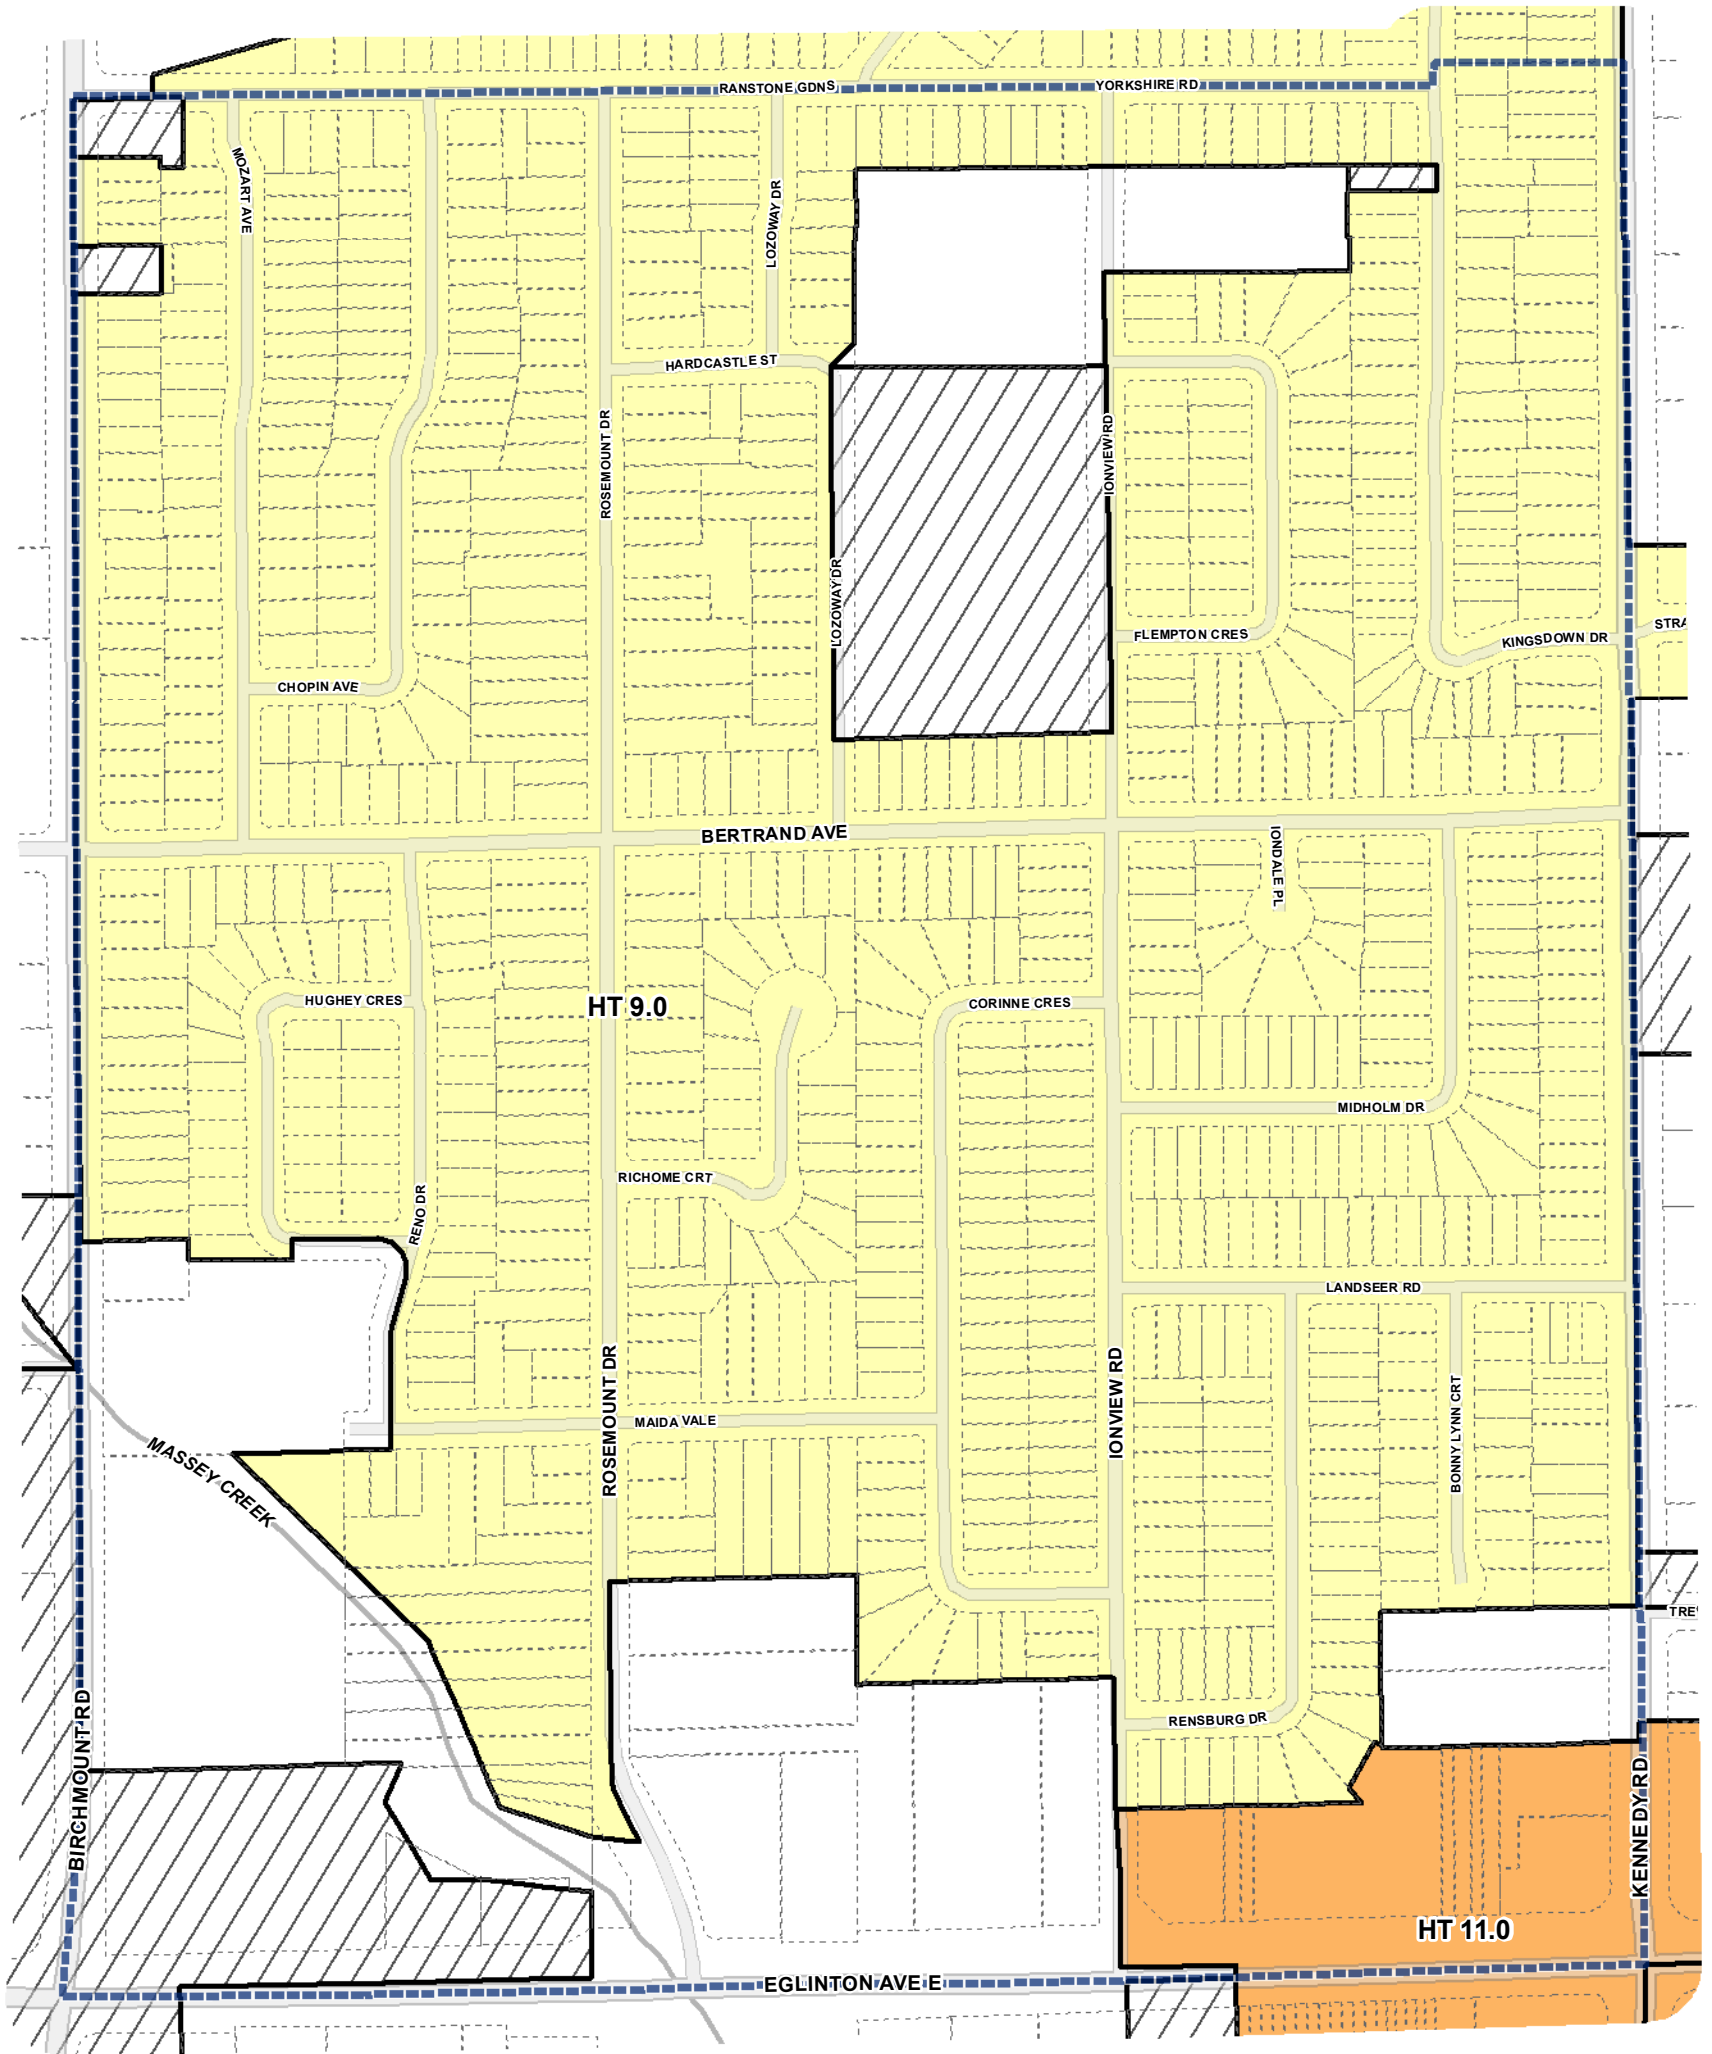 RANSTONE GDNS
YORKSHIRE RD
MOZART AVE
LOZOWAY DR
HARDCASTLE ST
ROSEMOUNT DR
IONVIEW RD
LOZOWAY DR
STRA
FLEMPTON CRES
KINGSDOWN DR
CHOPIN AVE
BERTRAND AVE
IONDALE PL
HUGHEY CRES
HT 9.0
CORINNE CRES
MIDHOLM DR
RICHOME CRT
RENO DR
LANDSEER RD
ROSEMOUNT DR
IONVIEW RD
BONNY LYNN CRT
MAIDA VALE
MASSEY CREEK
TRE
RENSBURG DR
BIRCHMOUNT RD
KENNEDY RD
HT 11.0
EGLINTON AVE E